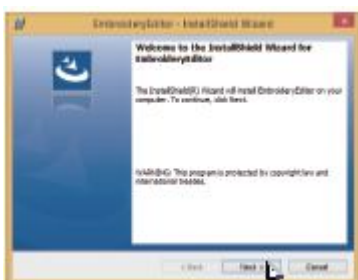 EmbroideryEditor - InstallShield Wizard
Welcome to the InstallShield Wizard for
EmbroideryEditor
The InstallShield(R) Wizard will install EmbroideryEditor on your
computer. To continue, click Next.
WARNING: This program is protected by copyright law and
international treaties.
< Back Next > Cancel